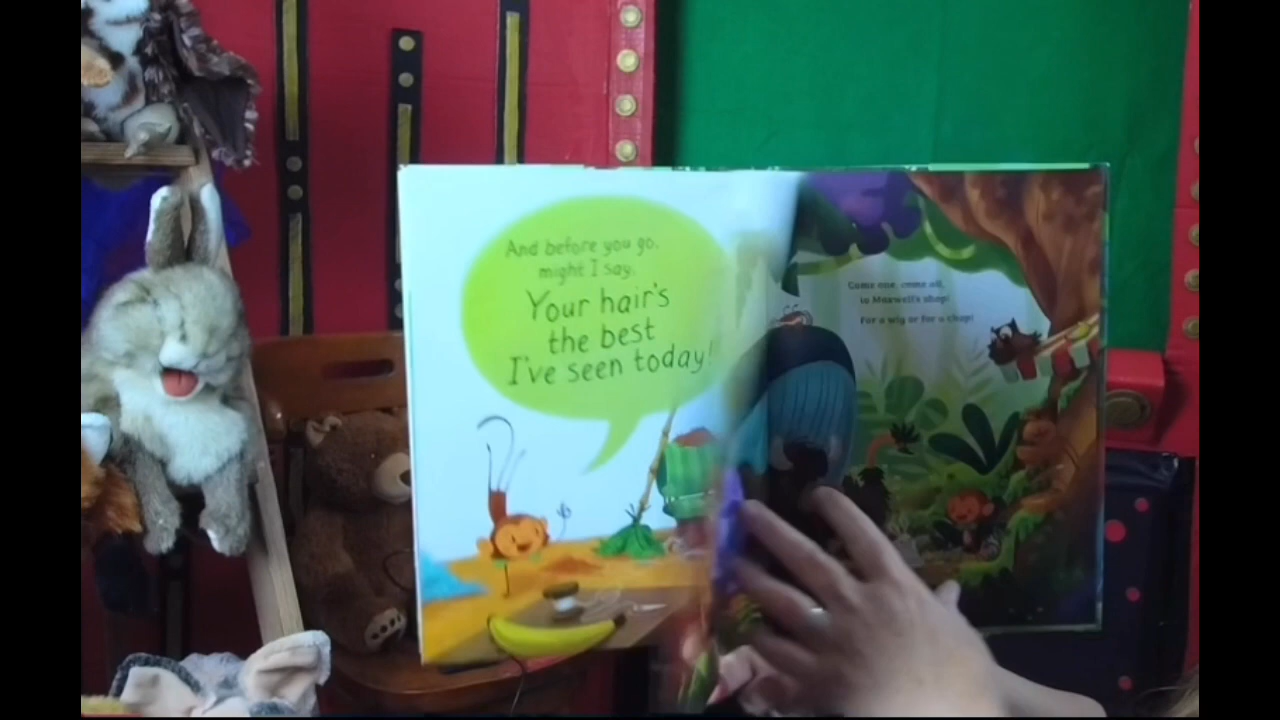 And before you go,
might I say,
Your hair's
the best
I've seen today!
Come one, come all,
to Maxwell's shop!
For a wig or for a chop!